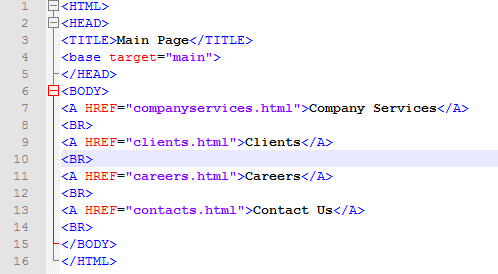 1 <HTML>
2 <HEAD>
3 <TITLE>Main Page</TITLE>
4 <base target="main">
5 </HEAD>
6 <BODY>
7 <A HREF="companyservices.html">Company Services</A>
8 <BR>
9 <A HREF="clients.html">Clients</A>
10 <BR>
11 <A HREF="careers.html">Careers</A>
12 <BR>
13 <A HREF="contacts.html">Contact Us</A>
14 <BR>
15 </BODY>
16 </HTML>